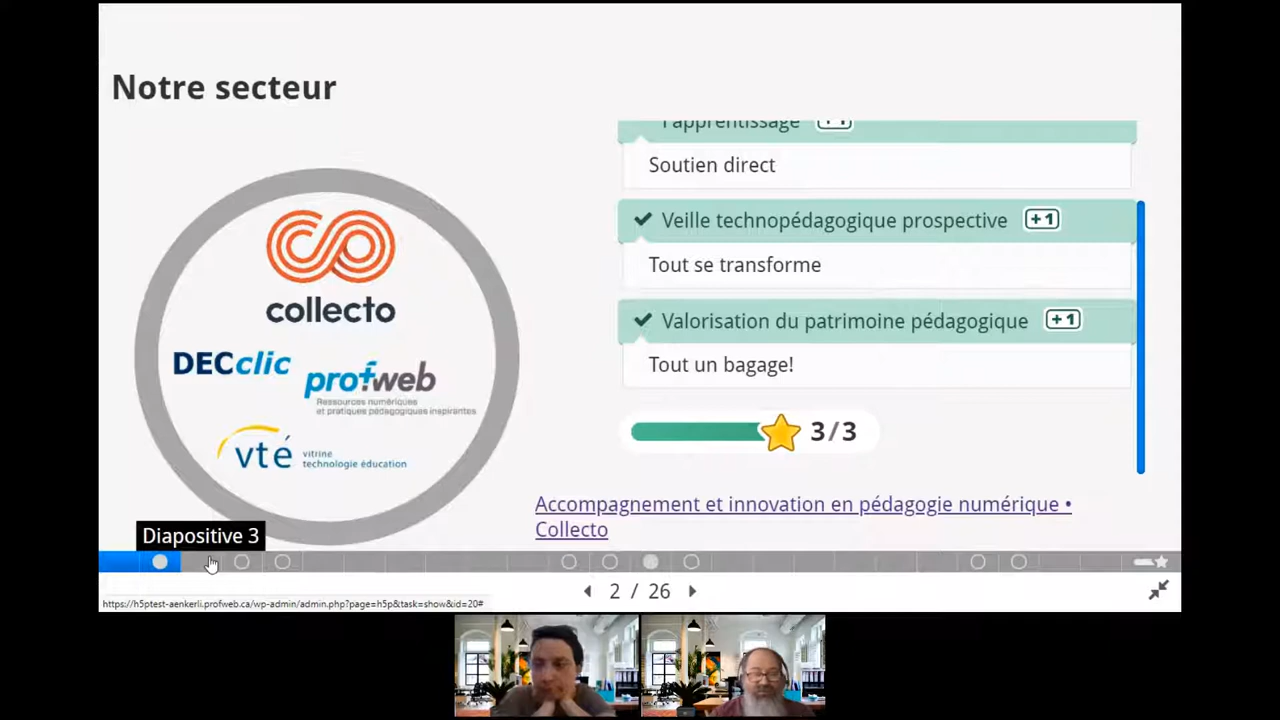 Notre secteur
l'apprentissage +1
Soutien direct
Veille technopédagogique prospective +1
Tout se transforme
Valorisation du patrimoine pédagogique +1
Tout un bagage!
3/3
collecto
DECclic
profweb
Ressources numériques
et pratiques pédagogiques inspirantes
vté vitrine
technologie éducation
Accompagnement et innovation en pédagogie numérique •
Collecto
Diapositive 3
2 / 26
https://h5ptest-aenkerli.profweb.ca/wp-admin/admin.php?page=h5p&task=show&id=20#